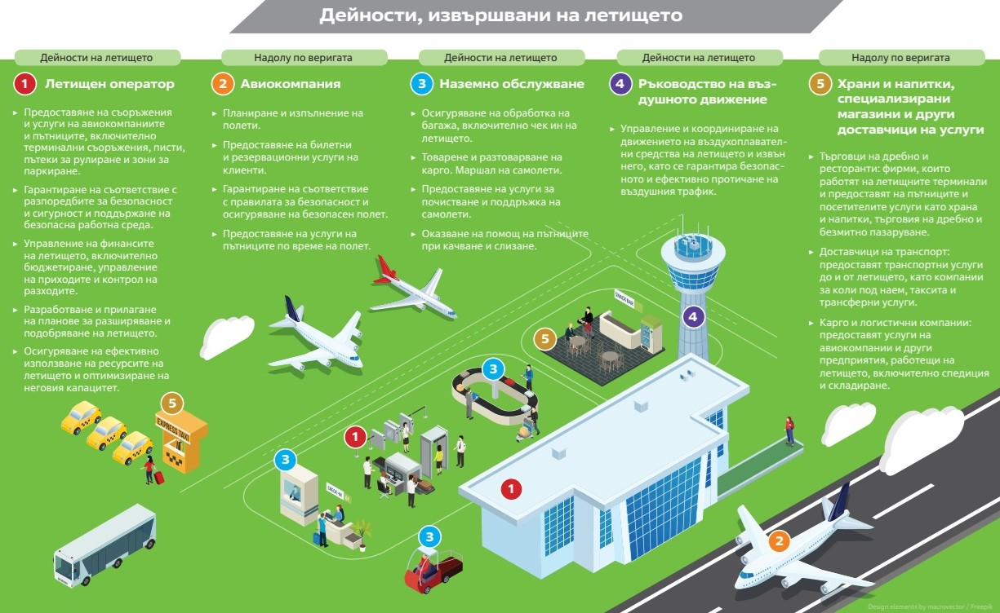 Дейности, извършвани на летището
Дейности на летището
1 Летищен оператор
▸ Предоставяне на съоръжения
и услуги на авиокомпаниите
и пътниците, включително
терминални съоръжения, писти,
пътеки за рулиране и зони за
паркиране.
▸ Гарантиране на съответствие с
разпоредбите за безопасност
и сигурност и поддържане на
безопасна работна среда.
▸ Управление на финансите
на летището, включително
бюджетиране, управление
на приходите и контрол на
разходите.
▸ Разработване и прилагане
на планове за разширяване и
подобряване на летището.
▸ Осигуряване на ефективно
използване на ресурсите на
летището и оптимизиране на
неговия капацитет.
Надолу по веригата
2 Авиокомпания
▸ Планиране и изпълнение на
полети.
▸ Предоставяне на билетни
и резервационни услуги на
клиенти.
▸ Гарантиране на съответствие
с правилата за безопасност и
осигуряване на безопасен полет.
▸ Предоставяне на услуги на
пътниците по време на полет.
Дейности на летището
3 Наземно обслужване
▸ Осигуряване на обработка на
багажа, включително чек ин на
летището.
▸ Товарене и разтоварване на
карго. Маршал на самолети.
▸ Предоставяне на услуги за
почистване и поддръжка на
самолети.
▸ Оказване на помощ на пътниците
при качване и слизане.
Дейности на летището
4 Ръководство на въз-
душното движение
▸ Управление и координиране на
движението на въздухоплавател-
ни средства на летището и извън
него, като се гарантира безопас-
ното и ефективно протичане на
въздушния трафик.
Надолу по веригата
5 Храни и напитки,
специализирани
магазини и други
доставчици на услуги
▸ Търговци на дребно и
ресторанти: фирми, които
работят на летищните терминали
и предоставят на пътниците и
посетителите услуги като храна
и напитки, търговия на дребно и
безмитно пазаруване.
▸ Доставчици на транспорт:
предоставят транспортни услуги
до и от летището, като компании
за коли под наем, таксита и
трансферни услуги.
▸ Карго и логистични компании:
предоставят услуги на
авиокомпании и други
предприятия, работещи на
летището, включително спедиция
и складиране.
SNACK BAR
4
5
3
5
EXPRESS TAXI
1
3
CHECK-IN
1
3
2
Design elements by macrovector / Freepik